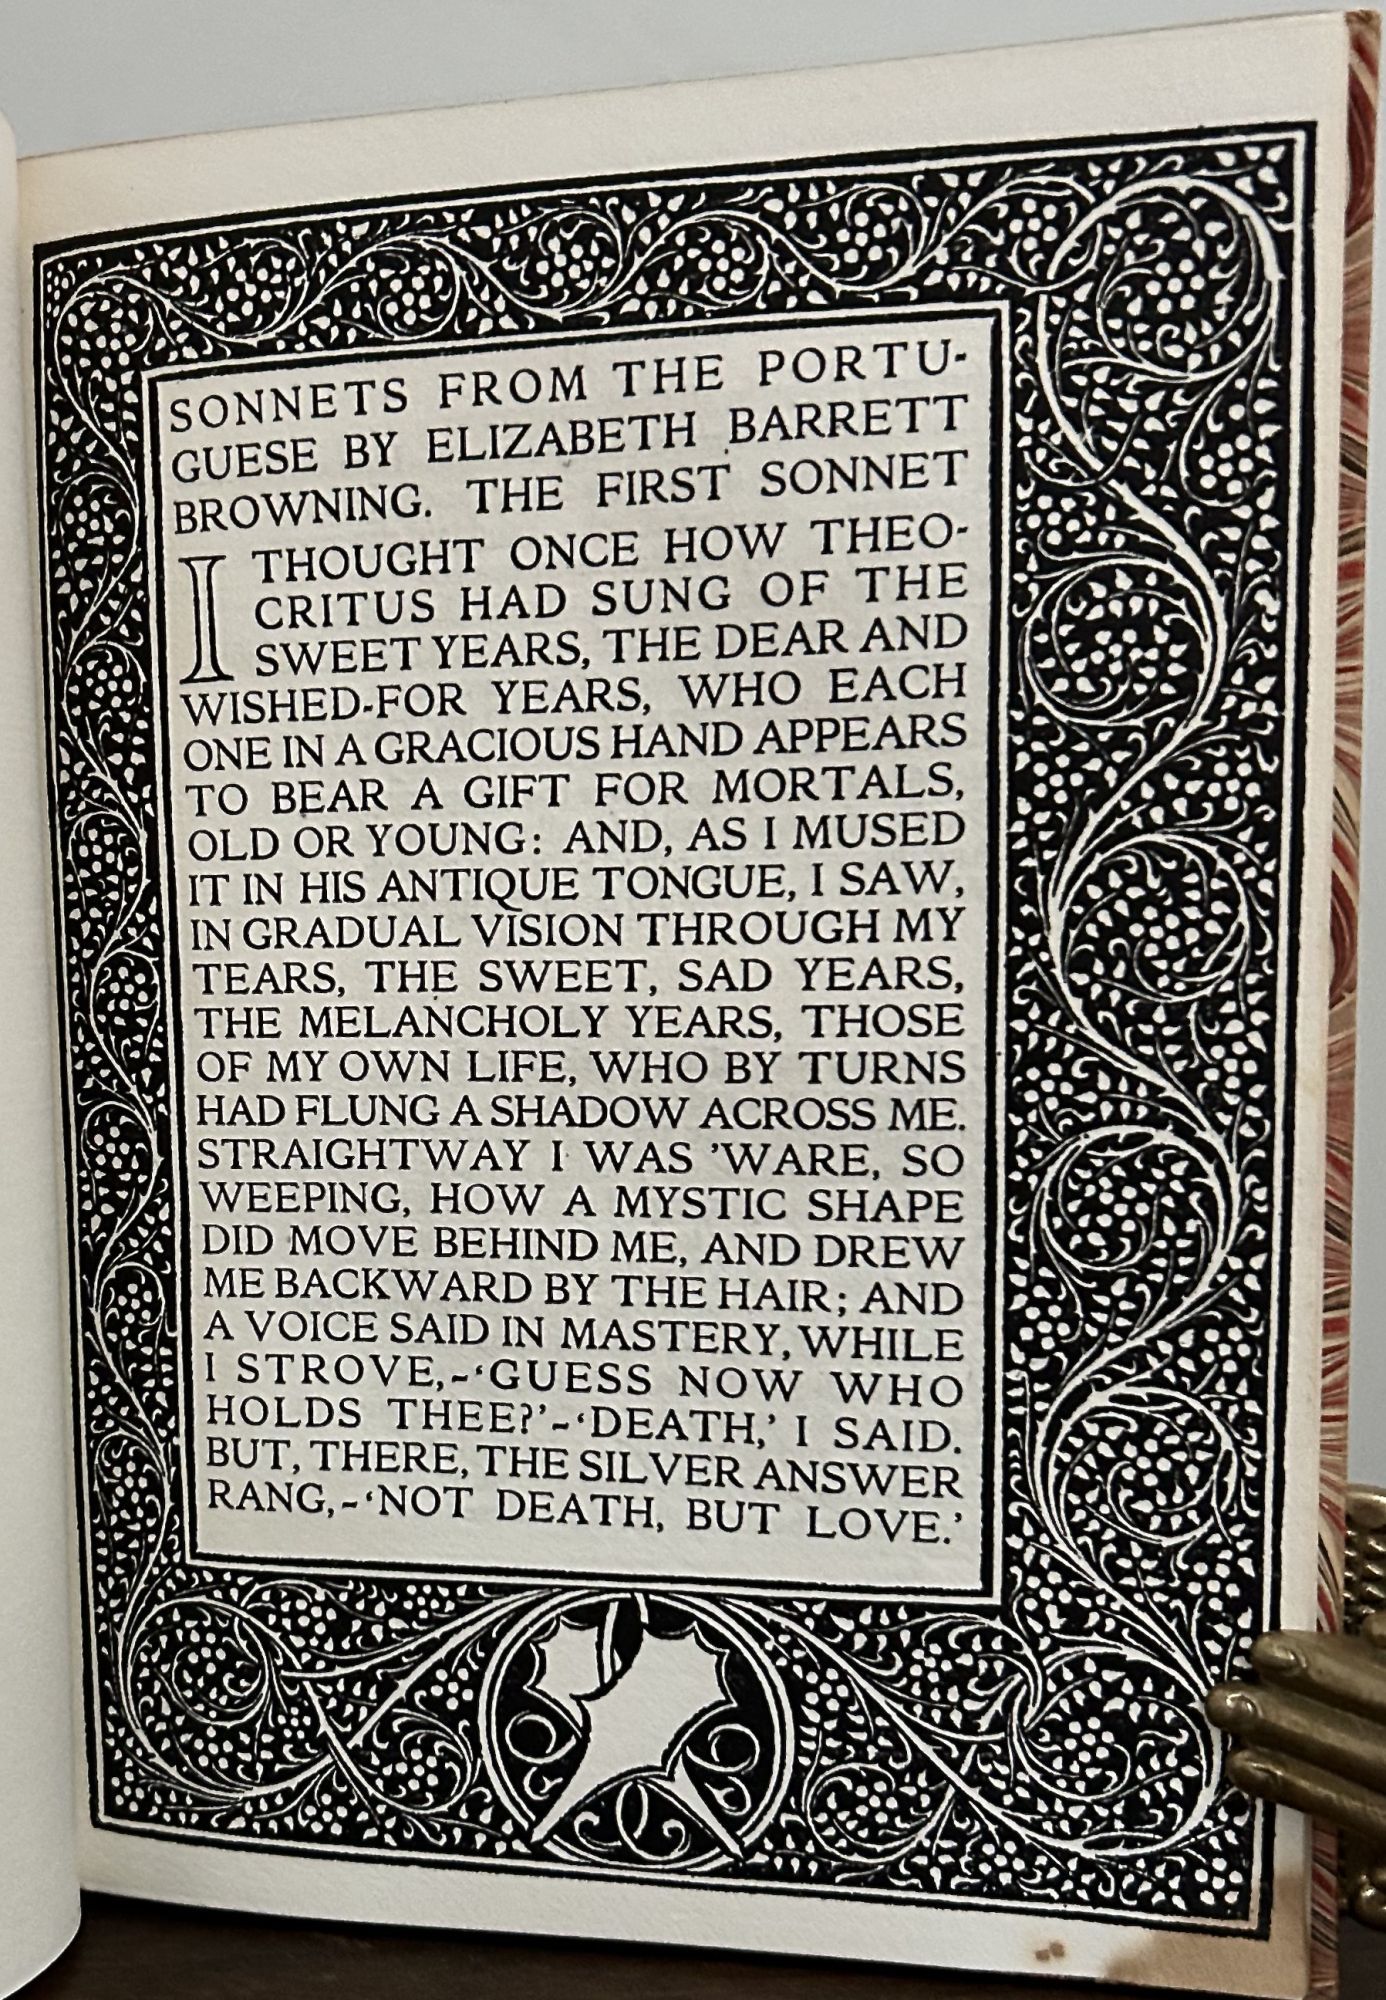 SONNETS FROM THE PORTU-
GUESE BY ELIZABETH BARRETT
BROWNING. THE FIRST SONNET
I THOUGHT ONCE HOW THEO-
CRITUS HAD SUNG OF THE
SWEET YEARS, THE DEAR AND
WISHED-FOR YEARS, WHO EACH
ONE IN A GRACIOUS HAND APPEARS
TO BEAR A GIFT FOR MORTALS,
OLD OR YOUNG: AND, AS I MUSED
IT IN HIS ANTIQUE TONGUE, I SAW,
IN GRADUAL VISION THROUGH MY
TEARS, THE SWEET, SAD YEARS,
THE MELANCHOLY YEARS, THOSE
OF MY OWN LIFE, WHO BY TURNS
HAD FLUNG A SHADOW ACROSS ME.
STRAIGHTWAY I WAS 'WARE, SO
WEEPING, HOW A MYSTIC SHAPE
DID MOVE BEHIND ME, AND DREW
ME BACKWARD BY THE HAIR; AND
A VOICE SAID IN MASTERY, WHILE
I STROVE,-'GUESS NOW WHO
HOLDS THEE?'-'DEATH,' I SAID.
BUT, THERE, THE SILVER ANSWER
RANG,-'NOT DEATH, BUT LOVE.'